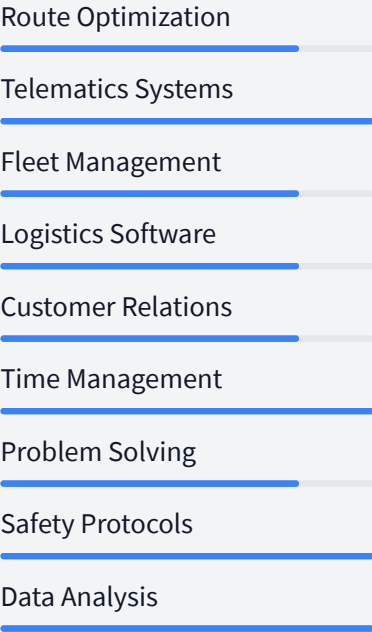 Route Optimization
Telematics Systems
Fleet Management
Logistics Software
Customer Relations
Time Management
Problem Solving
Safety Protocols
Data Analysis